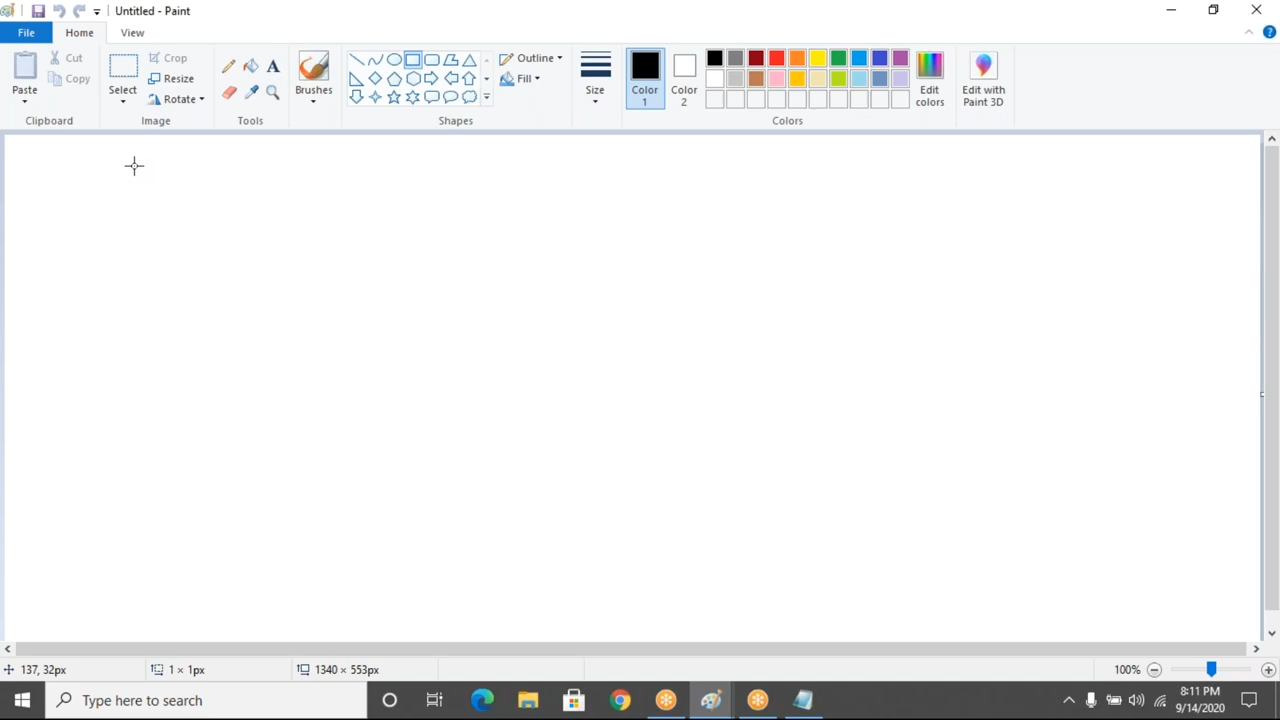 Untitled - Paint
File Home View
Paste
Cut
Copy
Clipboard
Select
Crop
Resize
Rotate
Image
A
Tools
Brushes
Shapes
Outline
Fill
Size
Color 1
Color 2
Colors
Edit colors
Edit with Paint 3D
137, 32px
1 × 1px
1340 × 553px
100%
Type here to search
8:11 PM
9/14/2020